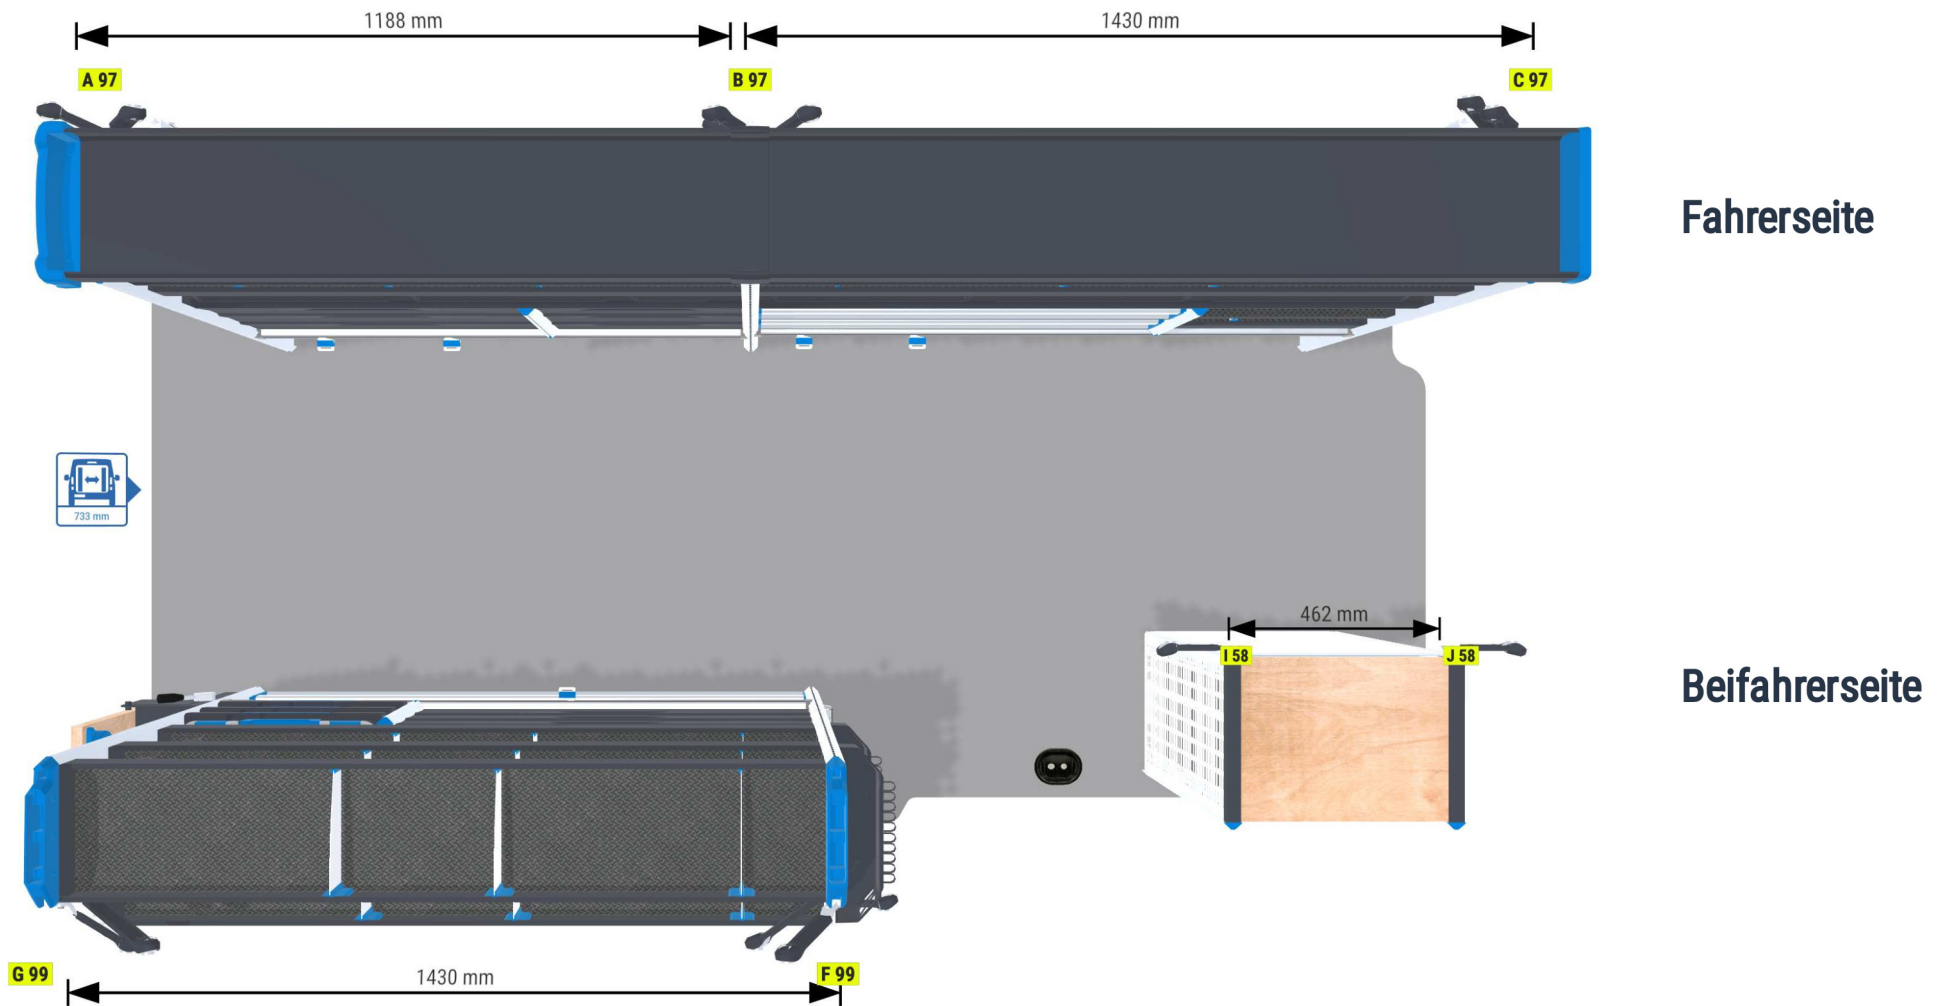 1188 mm
1430 mm
A 97
B 97
C 97
Fahrerseite
733 mm
462 mm
I 58
J 58
Beifahrerseite
G 99
F 99
1430 mm